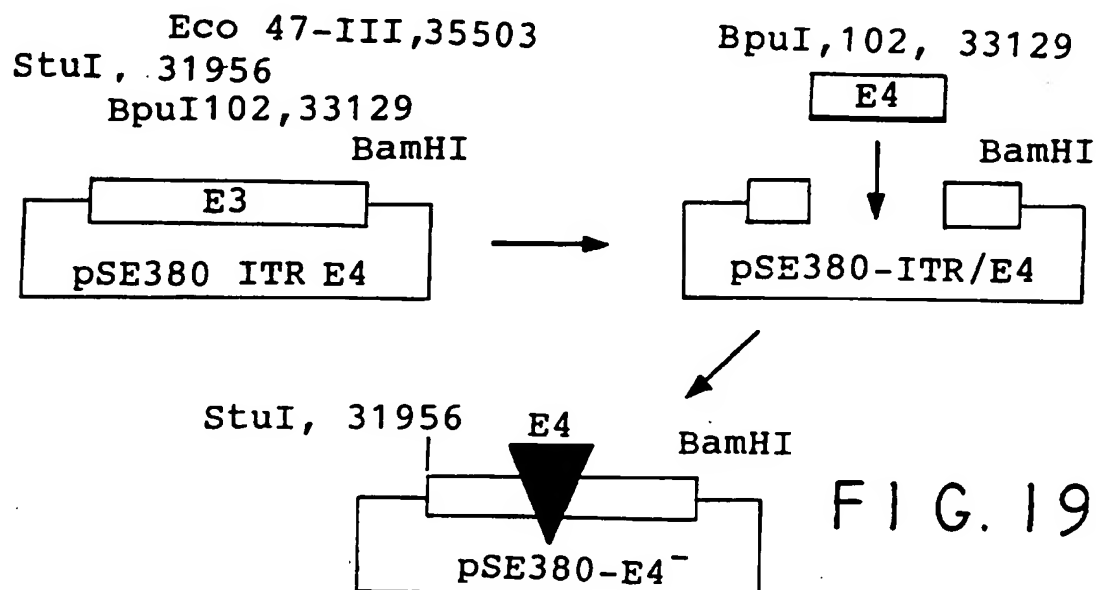 Eco 47-III,35503
StuI, 31956
BpuI102,33129
BamHI
E3
pSE380 ITR E4
BpuI,102, 33129
E4
BamHI
pSE380-ITR/E4
StuI, 31956
E4
BamHI
pSE380-E4⁻
FIG. 19